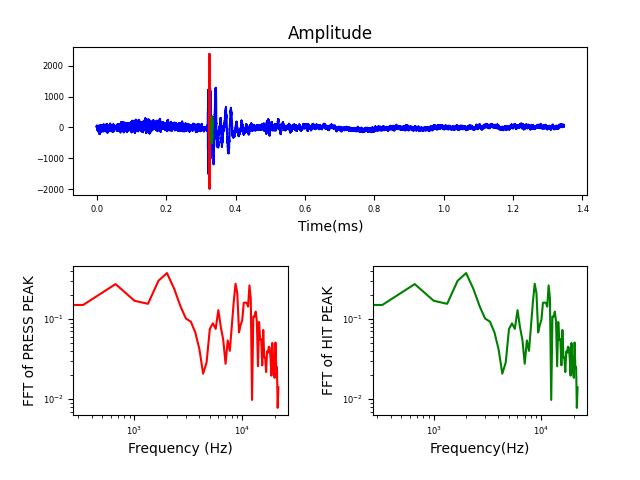 Amplitude
2000
1000
0
−1000
−2000
0.0 0.2 0.4 0.6 0.8 1.0 1.2 1.4
Time(ms)
FFT of PRESS PEAK
10⁻¹
10⁻²
10³ 10⁴
Frequency (Hz)
FFT of HIT PEAK
10⁻¹
10⁻²
10³ 10⁴
Frequency(Hz)